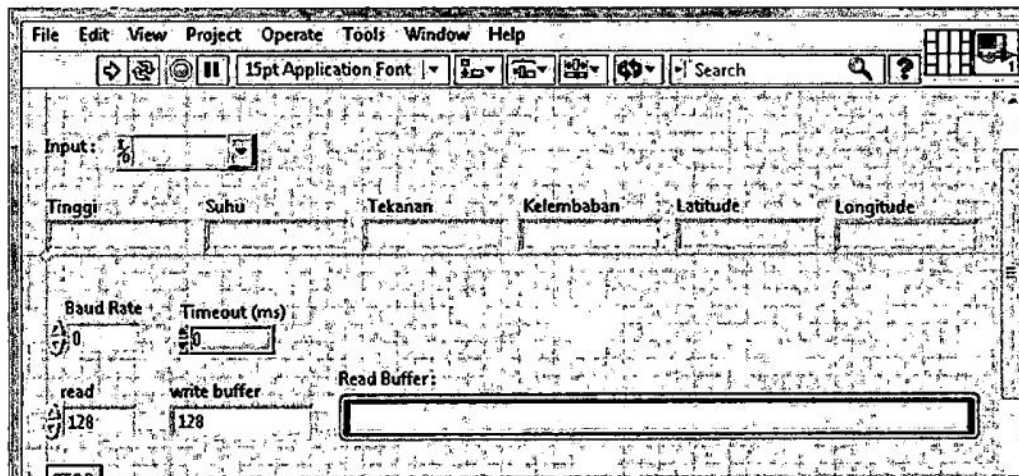 File Edit View Project Operate Tools Window Help
15pt Application Font Search
Input:
Tinggi Suhu Tekanan Kelembaban Latitude Longitude
Baud Rate Timeout (ms)
0 0
Read Buffer:
read write buffer
128 128
STOP